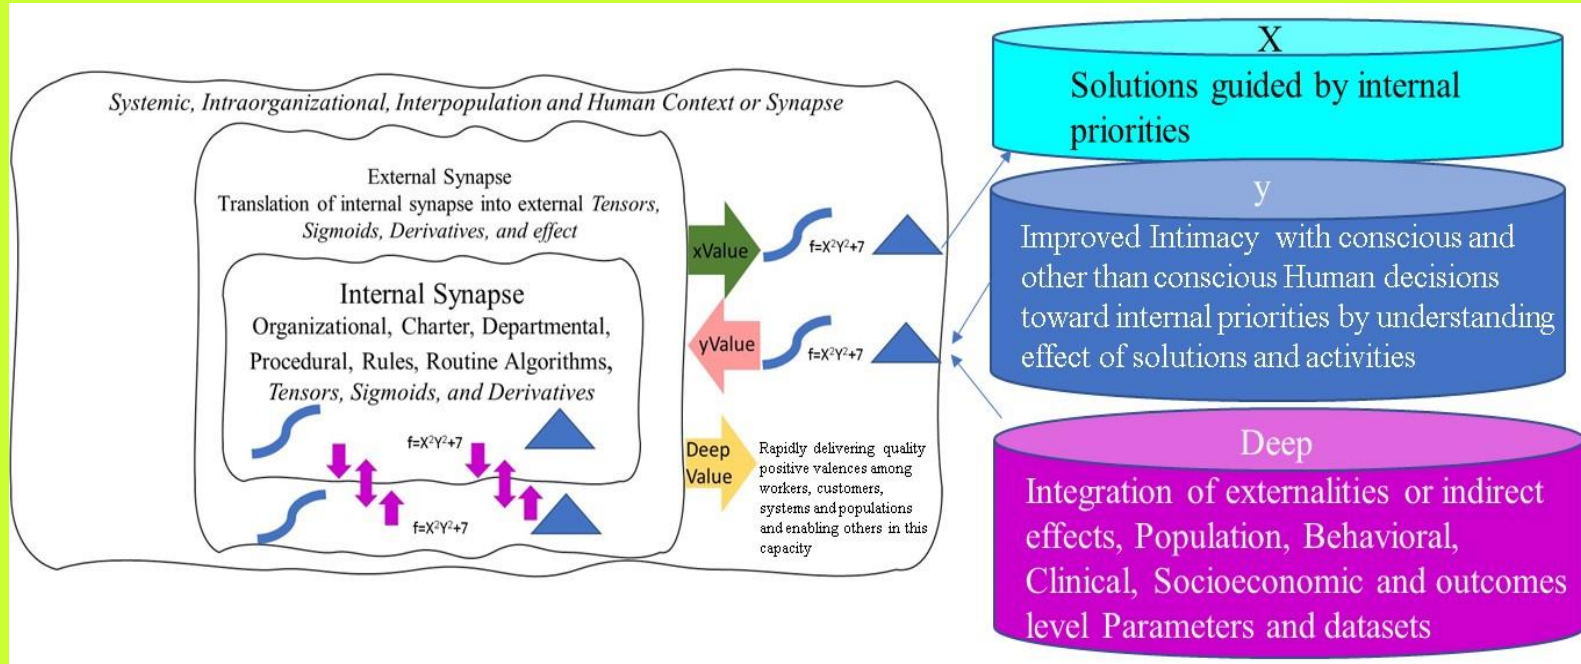 Systemic, Intraorganizational, Interpopulation and Human Context or Synapse
External Synapse
Translation of internal synapse into external Tensors,
Sigmoids, Derivatives, and effect
Internal Synapse
Organizational, Charter, Departmental,
Procedural, Rules, Routine Algorithms,
Tensors, Sigmoids, and Derivatives
f=X²Y²+7
f=X²Y²+7
xValue
f=X²Y²+7
yValue
f=X²Y²+7
Deep
Value
Rapidly delivering quality
positive valences among
workers, customers,
systems and populations
and enabling others in this
capacity
X
Solutions guided by internal
priorities
y
Improved Intimacy with conscious and
other than conscious Human decisions
toward internal priorities by understanding
effect of solutions and activities
Deep
Integration of externalities or indirect
effects, Population, Behavioral,
Clinical, Socioeconomic and outcomes
level Parameters and datasets